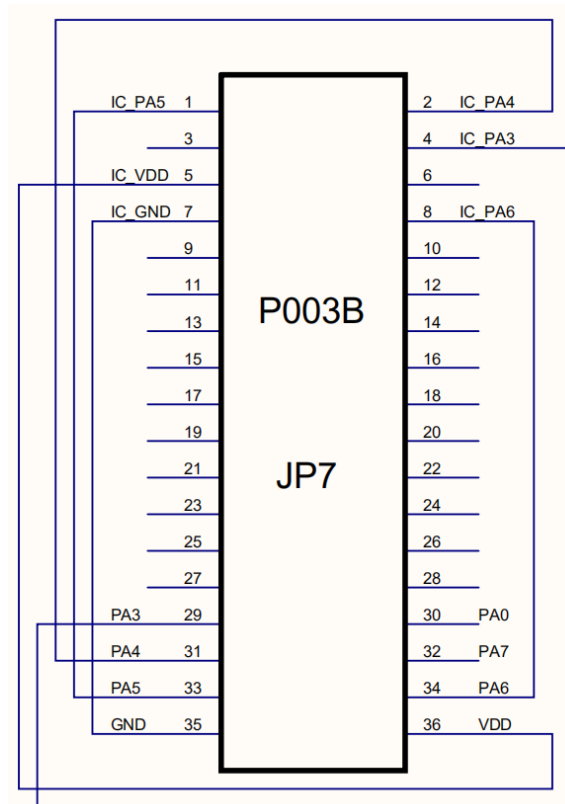 IC_PA5 1 2 IC_PA4
3 4 IC_PA3
IC_VDD 5 6
IC_GND 7 8 IC_PA6
9 10
11 12
P003B
13 14
15 16
17 18
19 20
21 22
JP7
23 24
25 26
27 28
PA3 29 30 PA0
PA4 31 32 PA7
PA5 33 34 PA6
GND 35 36 VDD